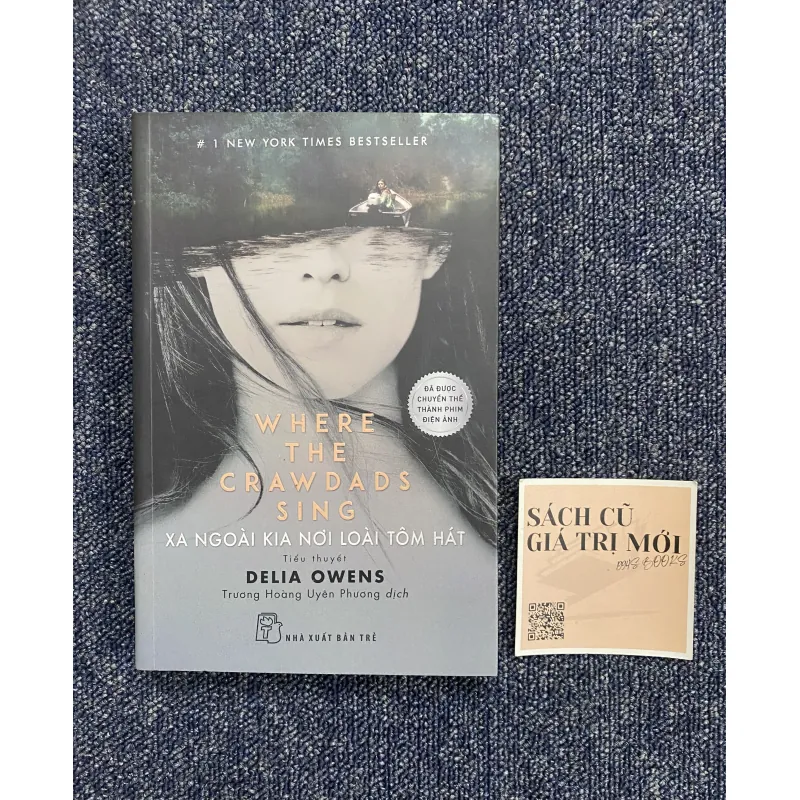 # 1 NEW YORK TIMES BESTSELLER
ĐÃ ĐƯỢC
CHUYỂN THỂ
THÀNH PHIM
ĐIỆN ẢNH
WHERE
THE
CRAWDADS
SING
XA NGOÀI KIA NƠI LOÀI TÔM HÁT
Tiểu thuyết
DELIA OWENS
Trương Hoàng Uyên Phương dịch
NHÀ XUẤT BẢN TRẺ
SÁCH CŨ
GIÁ TRỊ MỚI
BOOKS